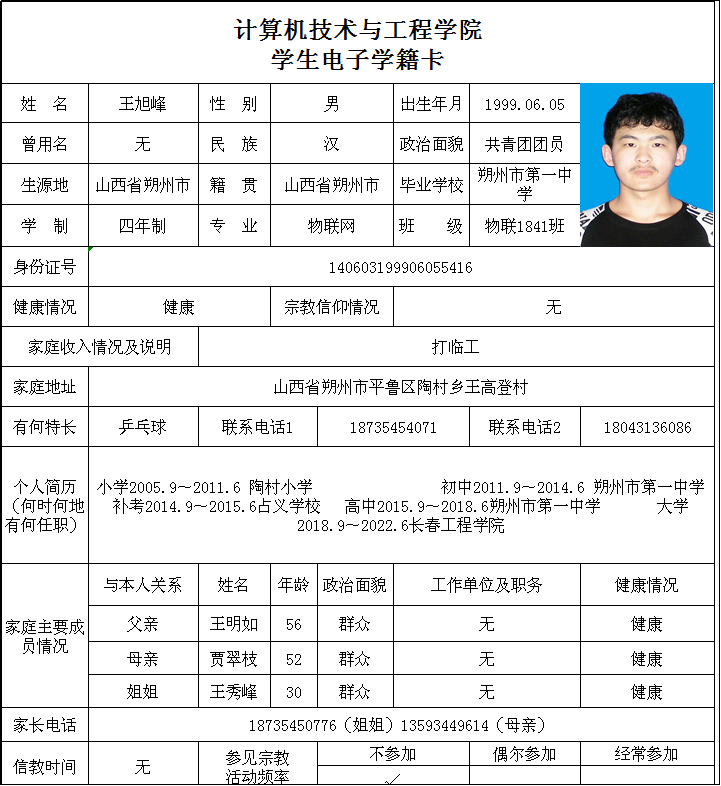 计算机技术与工程学院
学生电子学籍卡
姓 名 王旭峰 性 别 男 出生年月 1999.06.05
曾用名 无 民 族 汉 政治面貌 共青团团员
生源地 山西省朔州市 籍 贯 山西省朔州市 毕业学校 朔州市第一中
学
学 制 四年制 专 业 物联网 班 级 物联1841班
身份证号 140603199906055416
健康情况 健康 宗教信仰情况 无
家庭收入情况及说明 打临工
家庭地址 山西省朔州市平鲁区陶村乡王高登村
有何特长 乒乓球 联系电话1 18735454071 联系电话2 18043136086
个人简历
（何时何地
有何任职）
小学2005.9～2011.6 陶村小学 初中2011.9～2014.6 朔州市第一中学
补考2014.9～2015.6占义学校 高中2015.9～2018.6朔州市第一中学 大学
2018.9～2022.6长春工程学院
家庭主要成
员情况
与本人关系 姓名 年龄 政治面貌 工作单位及职务 健康情况
父亲 王明如 56 群众 无 健康
母亲 贾翠枝 52 群众 无 健康
姐姐 王秀峰 30 群众 无 健康
家长电话 18735450776（姐姐）13593449614（母亲）
信教时间 无 参见宗教
活动频率
不参加 偶尔参加 经常参加
✓